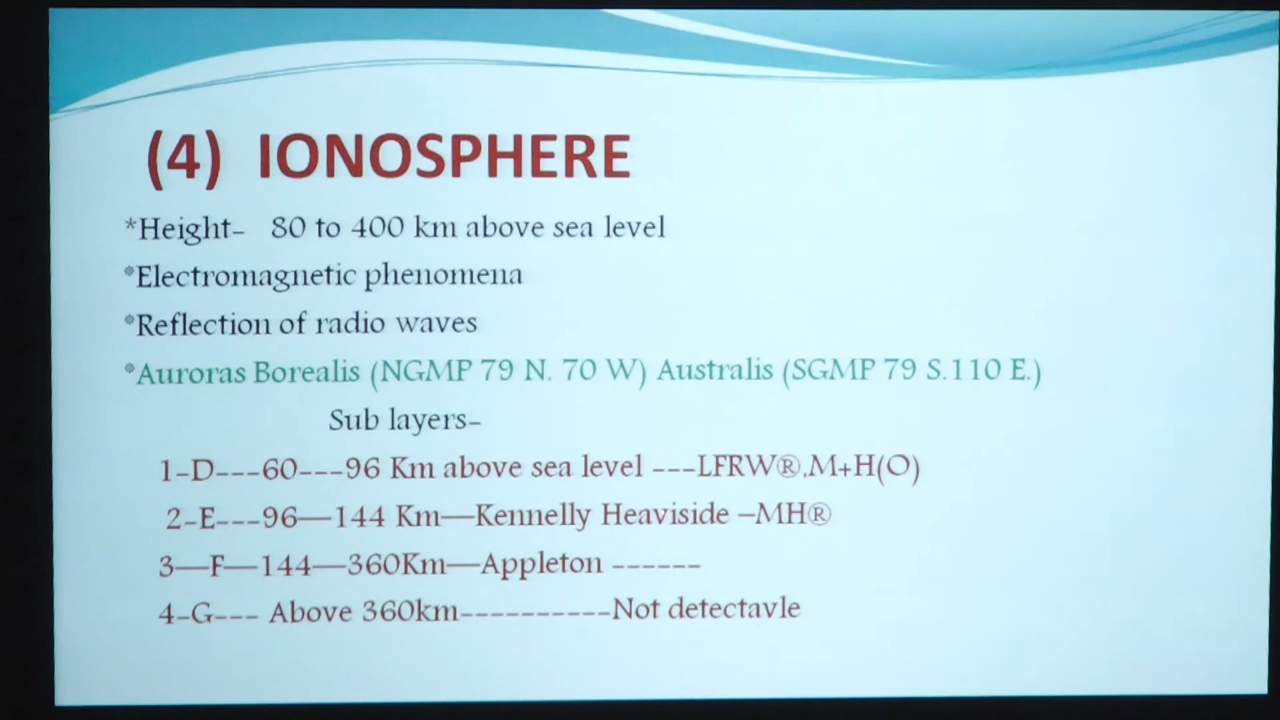 (4) IONOSPHERE
*Height- 80 to 400 km above sea level
*Electromagnetic phenomena
*Reflection of radio waves
*Auroras Borealis (NGMP 79 N. 70 W) Australis (SGMP 79 S.110 E.)
Sub layers-
1-D---60---96 Km above sea level ---LFRW®,M+H(O)
2-E---96—144 Km—Kennelly Heaviside –MH®
3—F—144—360Km—Appleton ------
4-G--- Above 360km----------Not detectavle